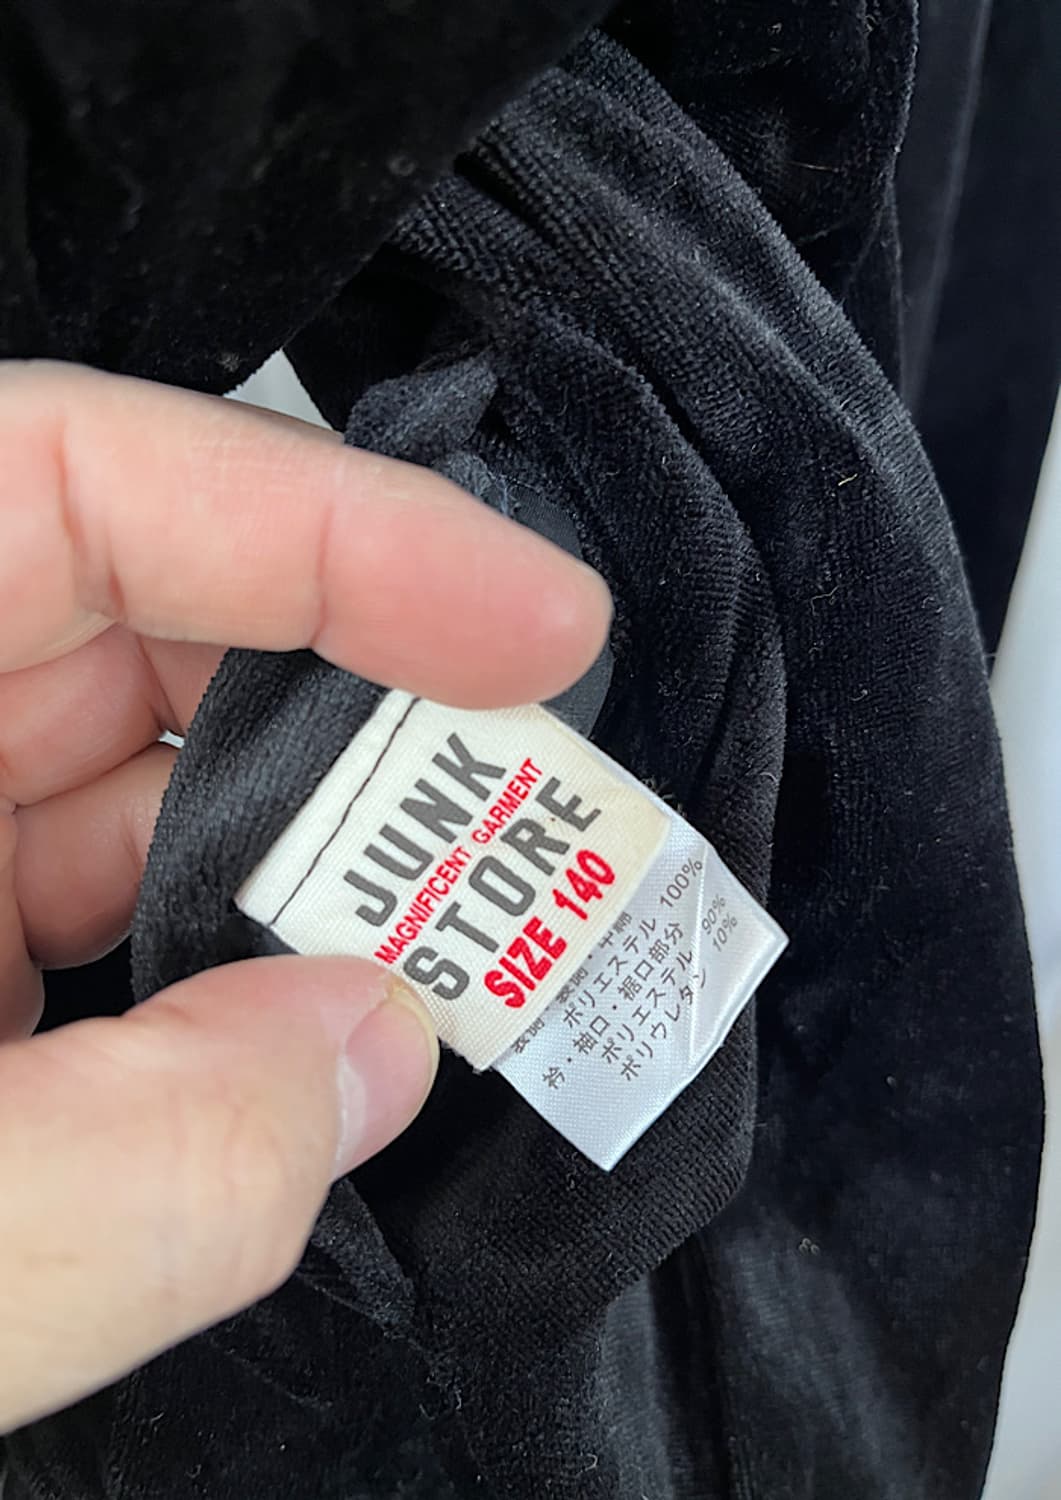 JUNK
MAGNIFICENT GARMENT
STORE
SIZE 140
ポリエステル 100%
衿・袖口・裾口部分
ポリエステル 90%
ポリウレタン 10%